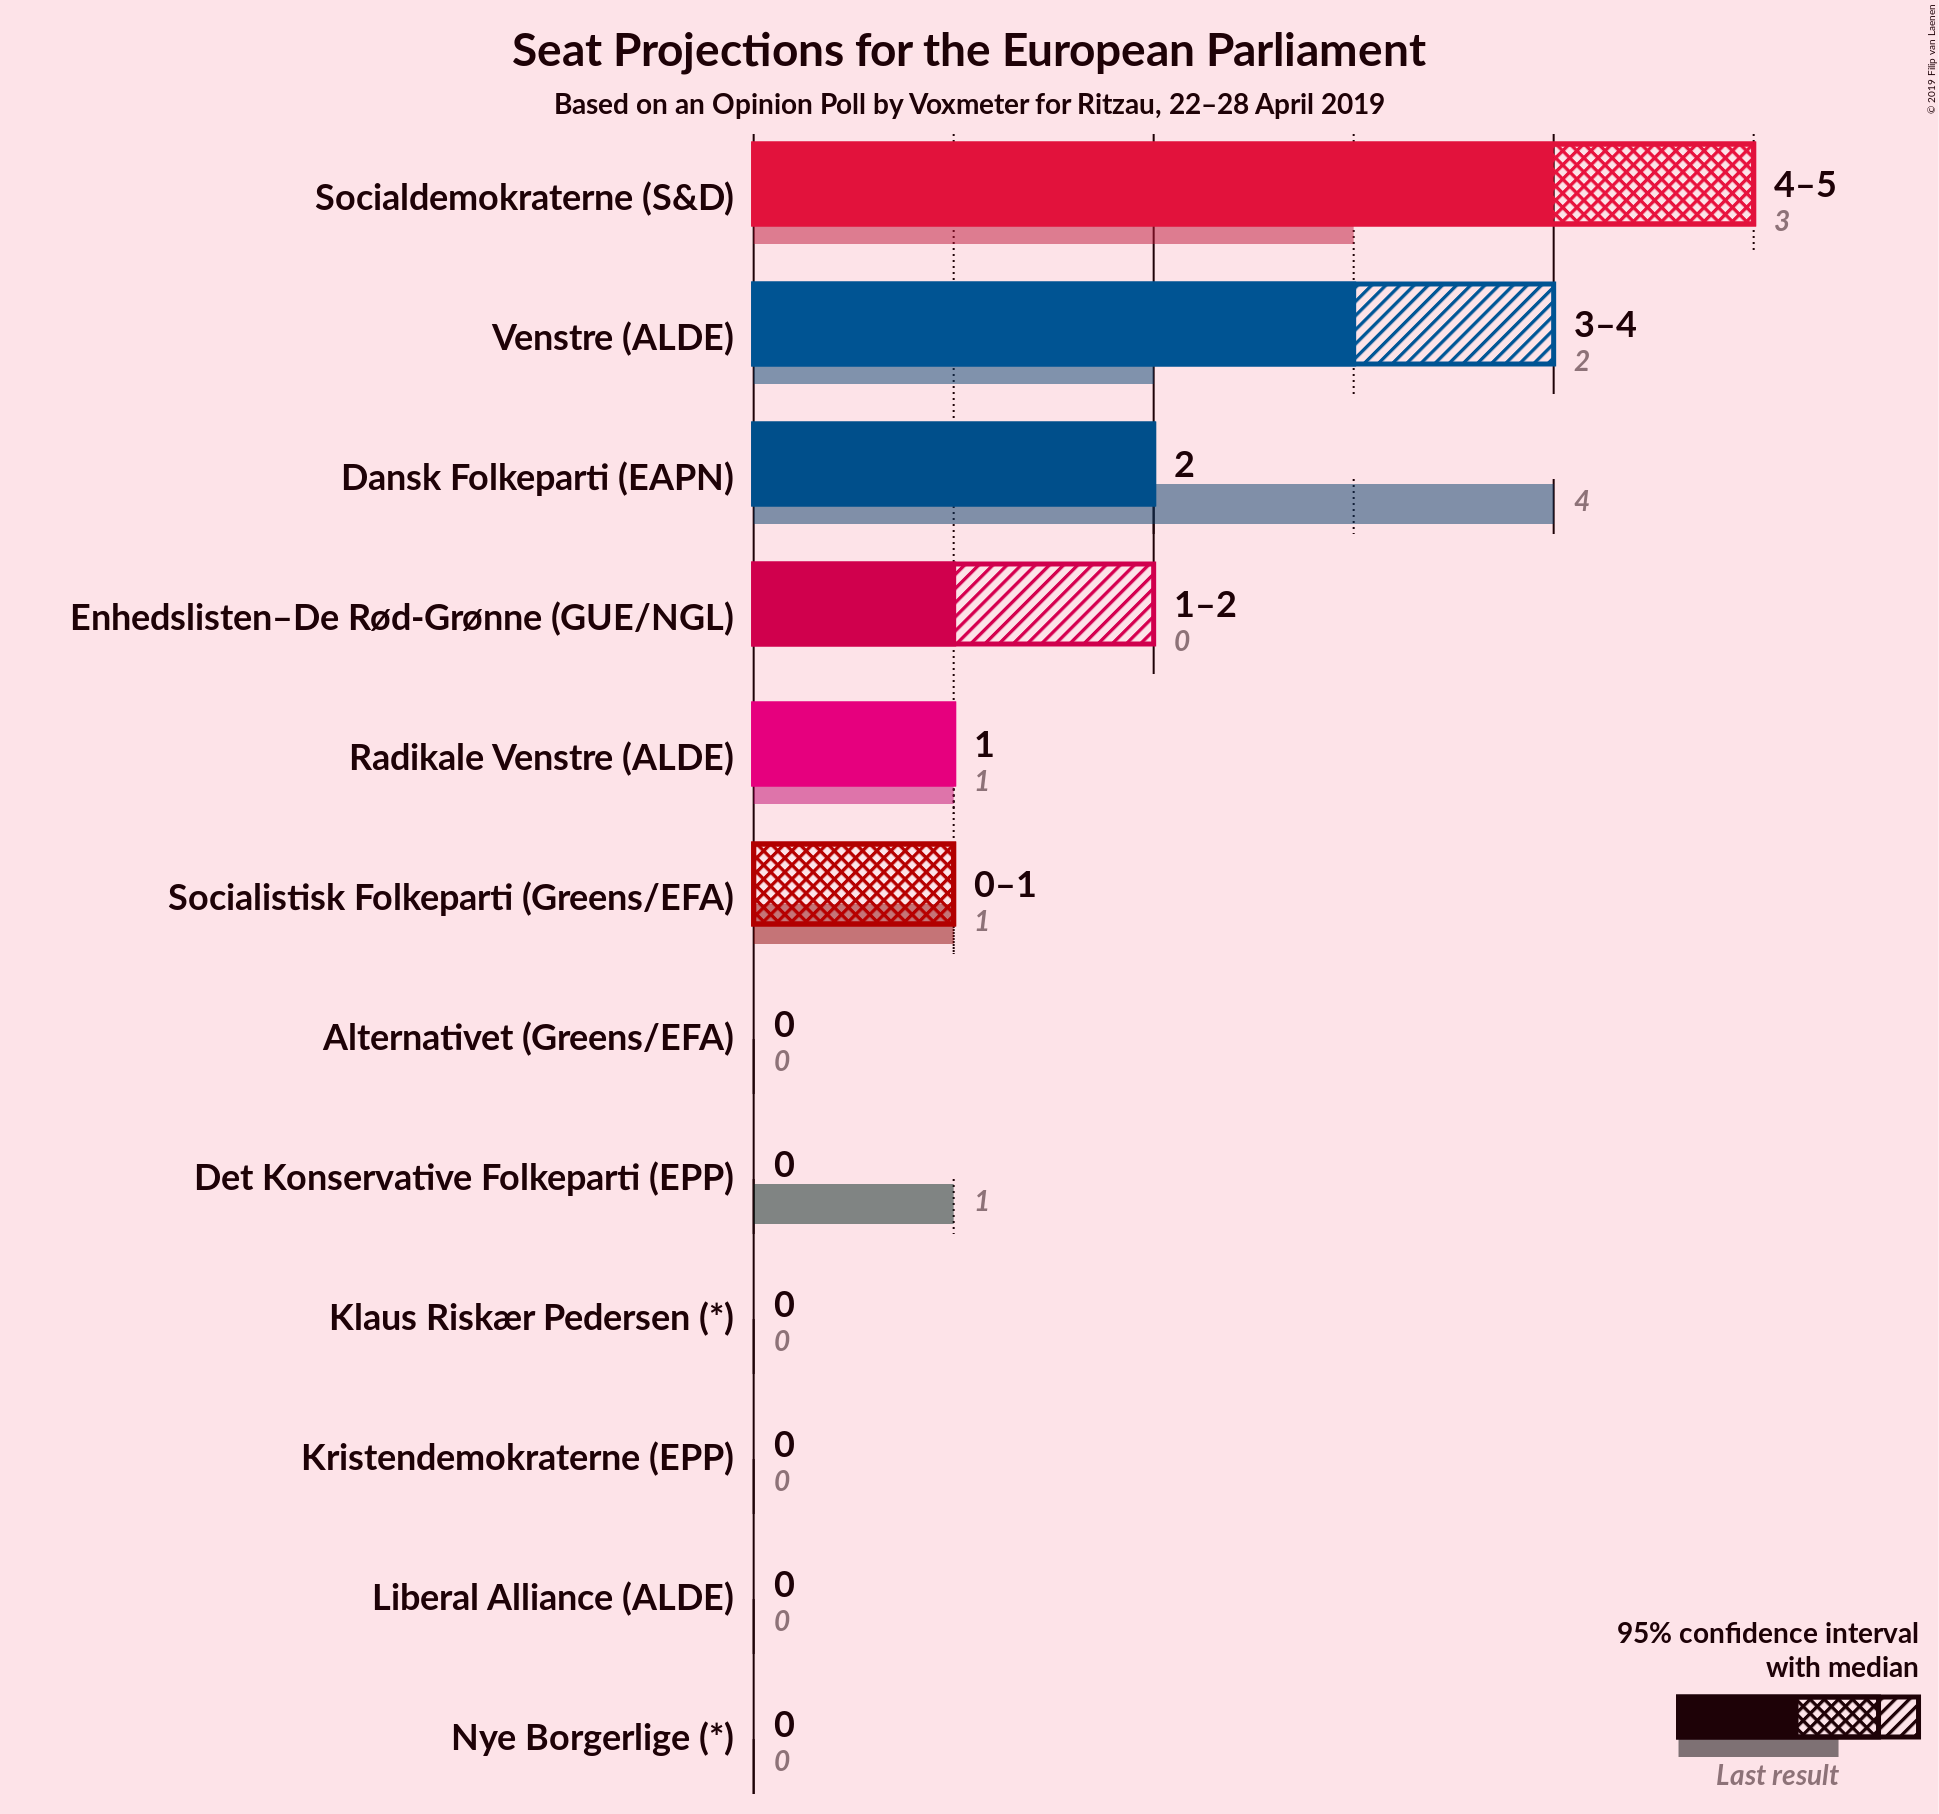 Seat Projections for the European Parliament
Based on an Opinion Poll by Voxmeter for Ritzau, 22–28 April 2019
© 2019 Filip van Laenen
Socialdemokraterne (S&D)
4–5
3
Venstre (ALDE)
3–4
2
Dansk Folkeparti (EAPN)
2
4
Enhedslisten–De Rød-Grønne (GUE/NGL)
1–2
0
Radikale Venstre (ALDE)
1
1
Socialistisk Folkeparti (Greens/EFA)
0–1
1
Alternativet (Greens/EFA)
0
0
Det Konservative Folkeparti (EPP)
0
1
Klaus Riskær Pedersen (*)
0
0
Kristendemokraterne (EPP)
0
0
Liberal Alliance (ALDE)
0
0
Nye Borgerlige (*)
0
0
95% confidence interval
with median
Last result